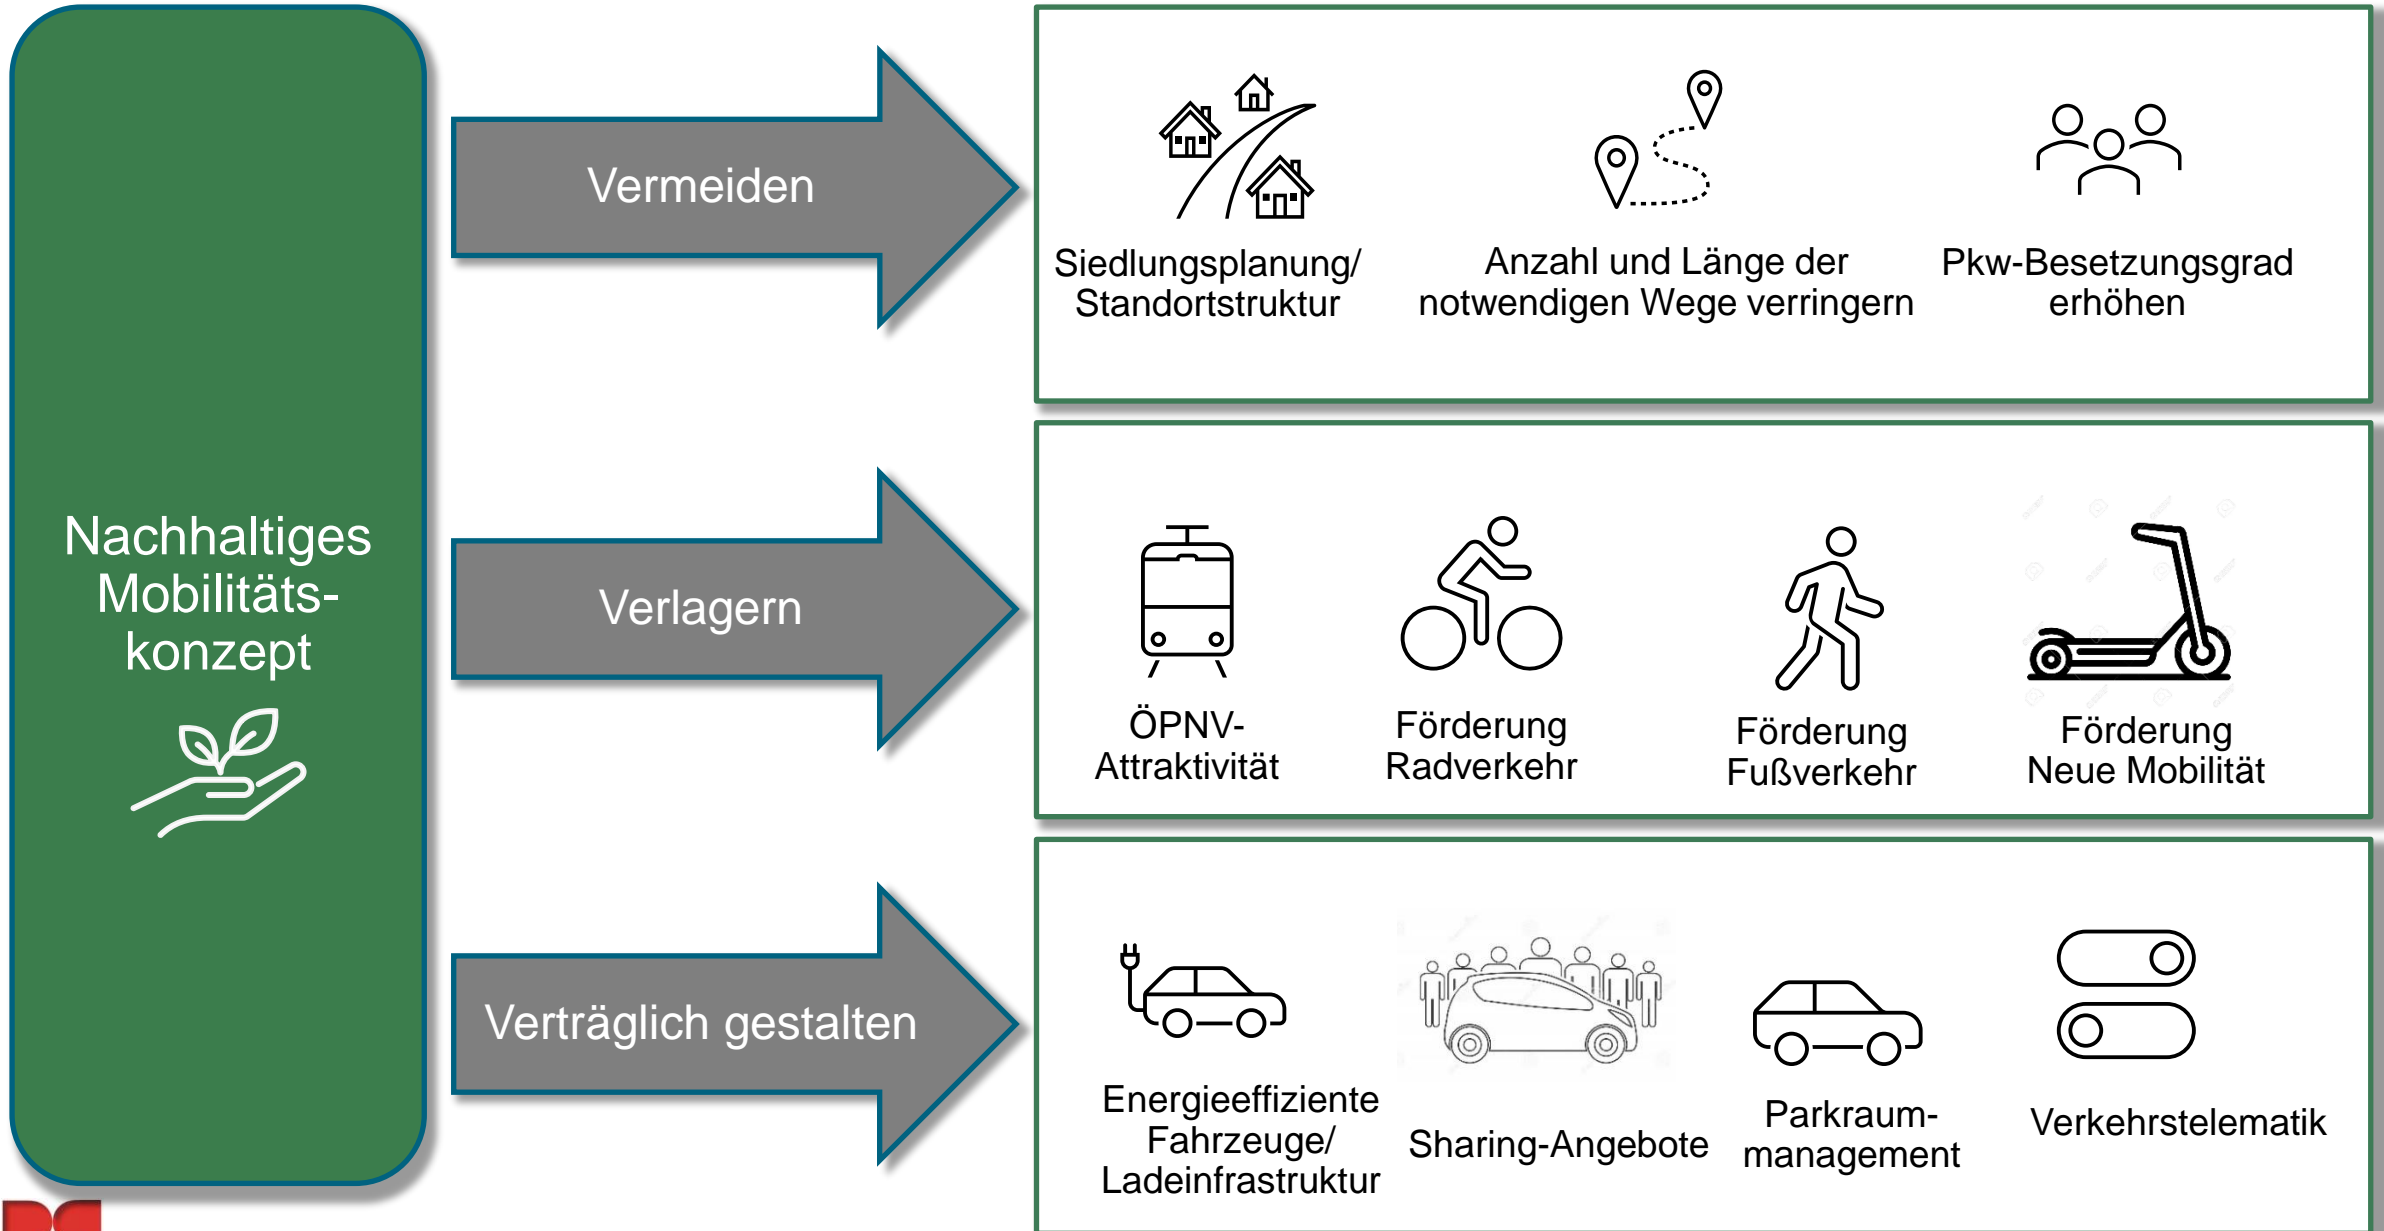 Nachhaltiges
Mobilitäts-
konzept
Vermeiden
Siedlungsplanung/
Standortstruktur
Anzahl und Länge der
notwendigen Wege verringern
Pkw-Besetzungsgrad
erhöhen
Verlagern
ÖPNV-
Attraktivität
Förderung
Radverkehr
Förderung
Fußverkehr
Förderung
Neue Mobilität
Verträglich gestalten
Energieeffiziente
Fahrzeuge/
Ladeinfrastruktur
Sharing-Angebote
Parkraum-
management
Verkehrstelematik